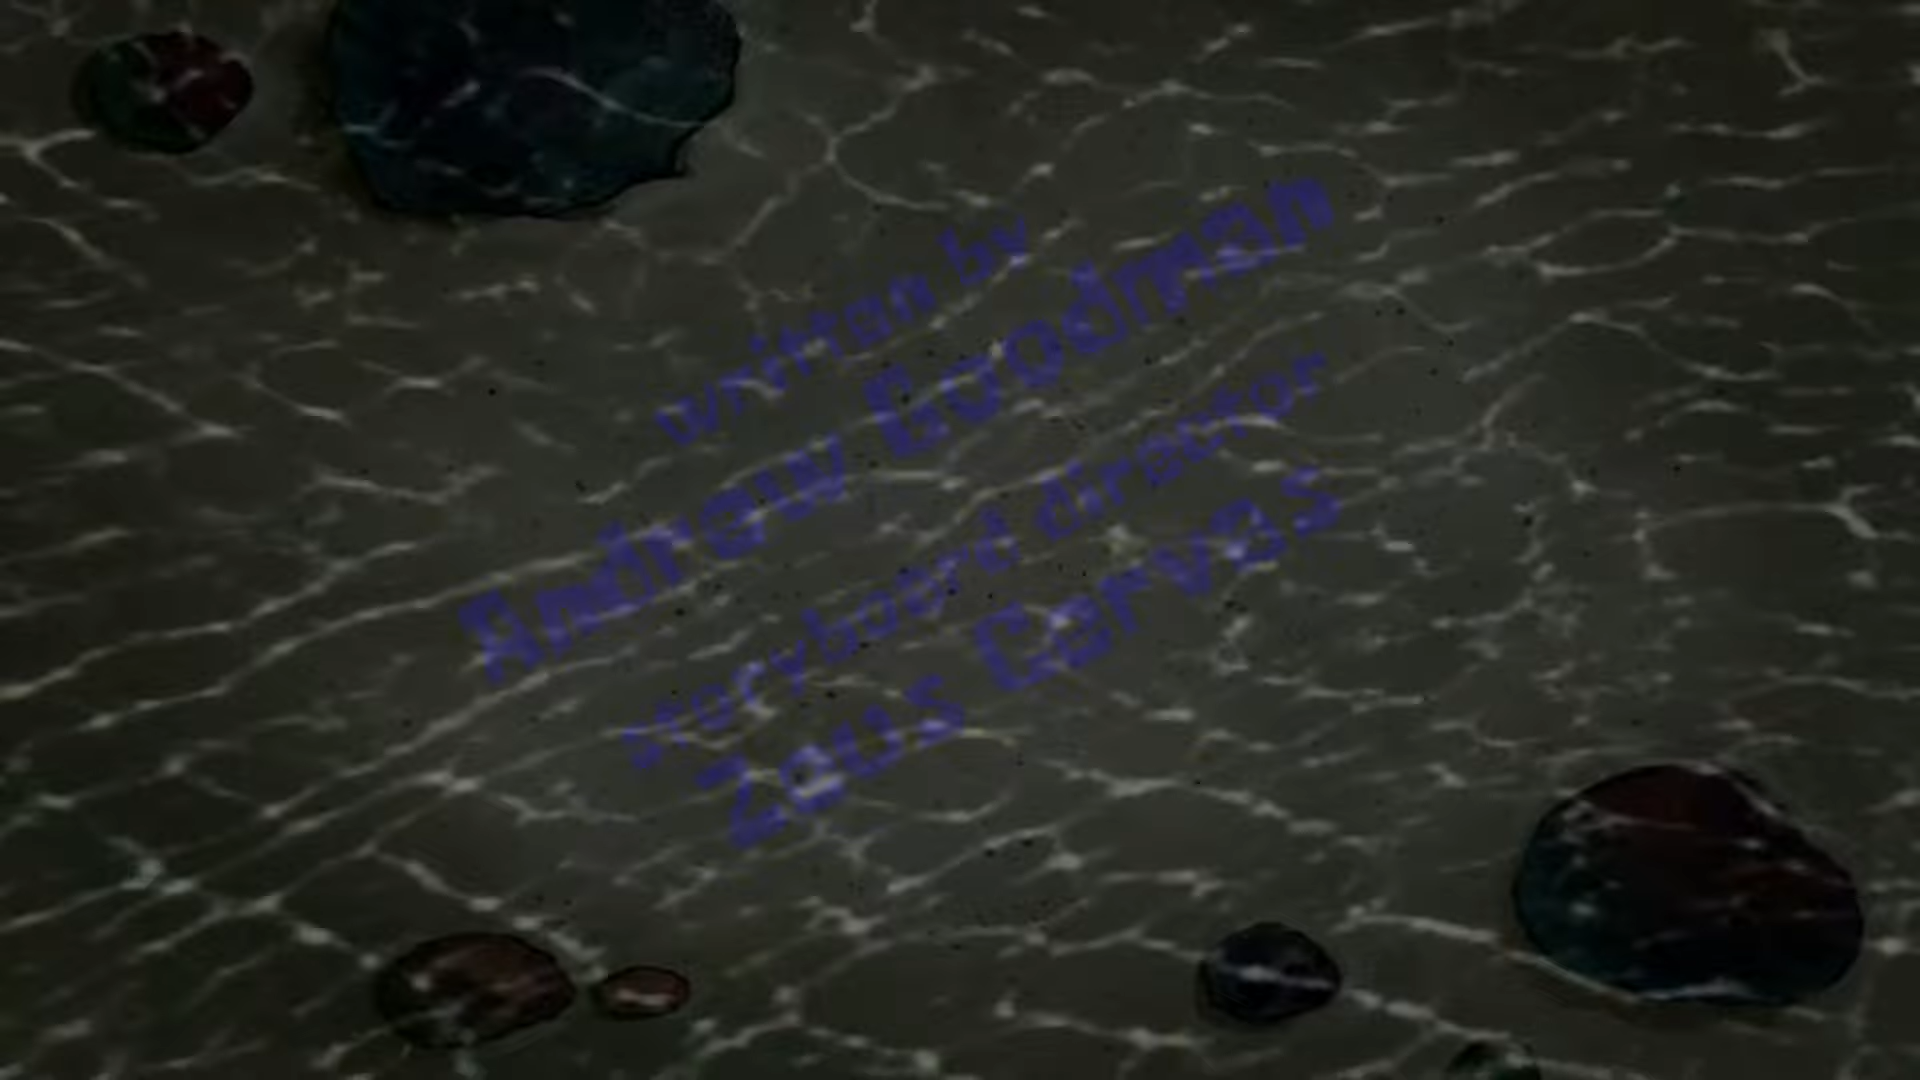 written by
Andrew Goodman
storyboard director
Zeus Cervas